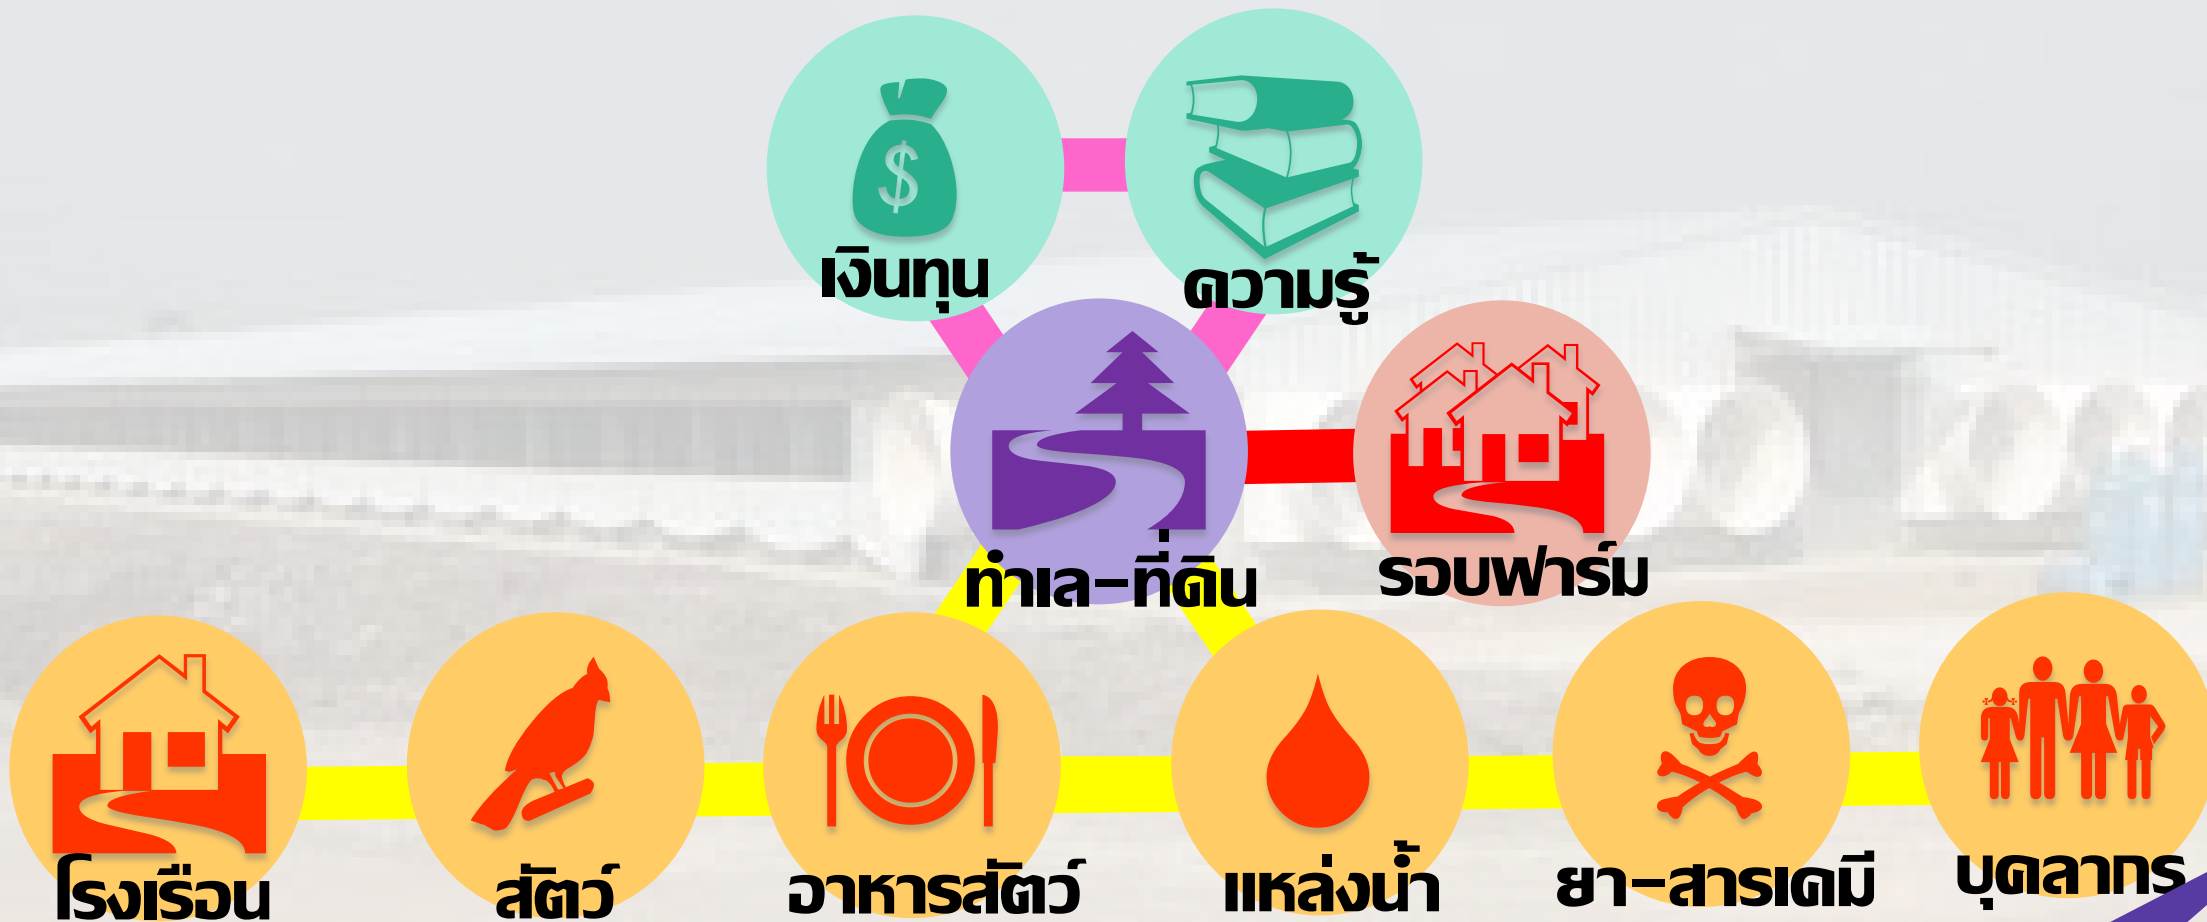 $
เงินทุน
ความรู้
ทำเล-ที่ดิน
รอบฟาร์ม
โรงเรือน
สัตว์
อาหารสัตว์
แหล่งน้ำ
ยา-สารเคมี
บุคลากร